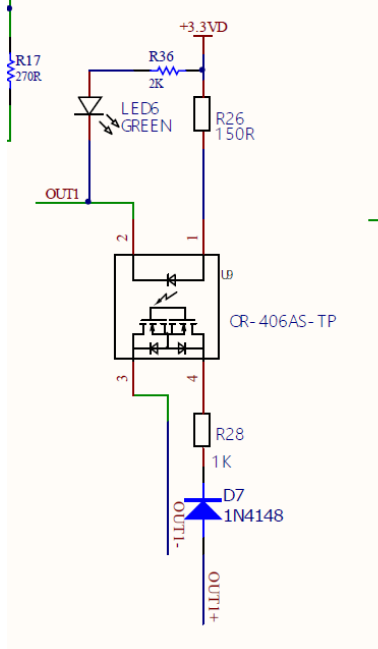 +3.3VD
R17
270R
R36
2K
LED6
GREEN
R26
150R
OUT1
2
1
U9
OR-406AS-TP
3
4
R28
1K
D7
1N4148
OUT1-
OUT1+